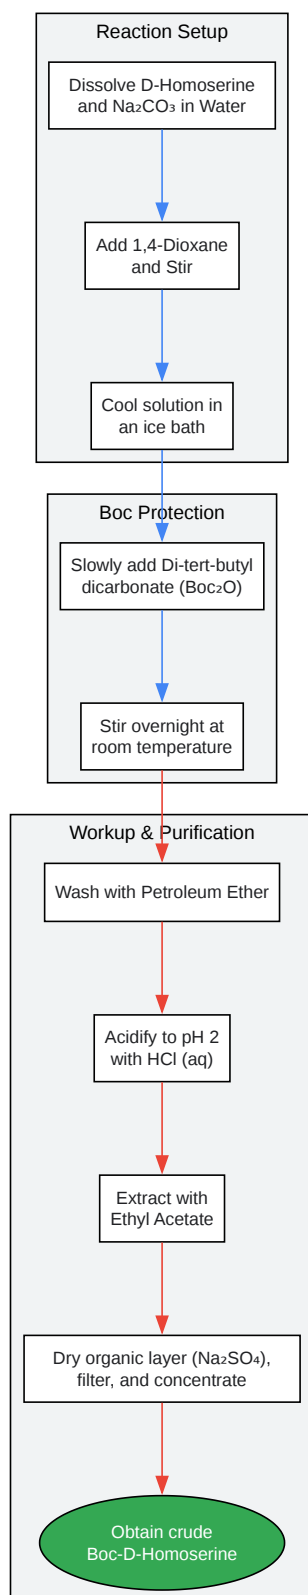 Reaction Setup
Dissolve D-Homoserine
and Na₂CO₃ in Water
Add 1,4-Dioxane
and Stir
Cool solution in
an ice bath
Boc Protection
Slowly add Di-tert-butyl
dicarbonate (Boc₂O)
Stir overnight at
room temperature
Workup & Purification
Wash with Petroleum Ether
Acidify to pH 2
with HCl (aq)
Extract with
Ethyl Acetate
Dry organic layer (Na₂SO₄),
filter, and concentrate
Obtain crude
Boc-D-Homoserine